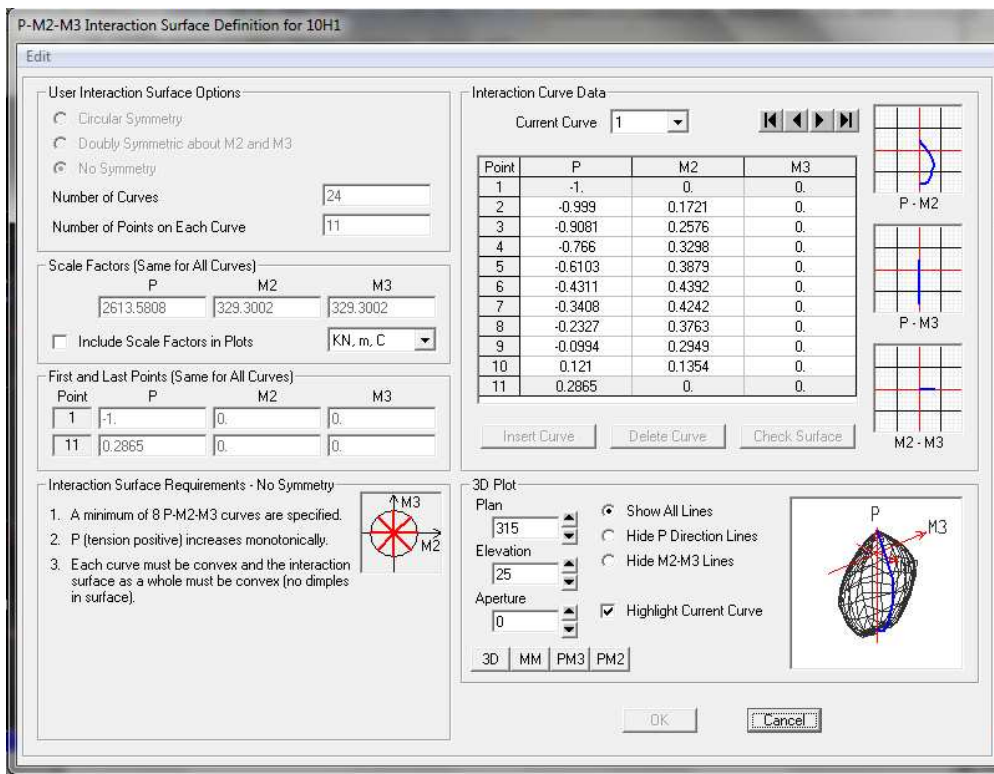 P-M2-M3 Interaction Surface Definition for 10H1
Edit
User Interaction Surface Options
Circular Symmetry
Doubly Symmetric about M2 and M3
No Symmetry
Number of Curves 24
Number of Points on Each Curve 11
Scale Factors (Same for All Curves)
P M2 M3
2613.5808 329.3002 329.3002
Include Scale Factors in Plots KN, m, C
First and Last Points (Same for All Curves)
Point P M2 M3
1 -1. 0. 0.
11 0.2865 0. 0.
Interaction Surface Requirements - No Symmetry
1. A minimum of 8 P-M2-M3 curves are specified.
2. P (tension positive) increases monotonically.
3. Each curve must be convex and the interaction
surface as a whole must be convex (no dimples
in surface).
M3
M2
Interaction Curve Data
Current Curve 1
Point P M2 M3
1 -1. 0. 0.
2 -0.999 0.1721 0.
3 -0.9081 0.2576 0.
4 -0.766 0.3298 0.
5 -0.6103 0.3879 0.
6 -0.4311 0.4392 0.
7 -0.3408 0.4242 0.
8 -0.2327 0.3763 0.
9 -0.0994 0.2949 0.
10 0.121 0.1354 0.
11 0.2865 0. 0.
Insert Curve Delete Curve Check Surface
P - M2
P - M3
M2 - M3
3D Plot
Plan
315
Elevation
25
Aperture
0
Show All Lines
Hide P Direction Lines
Hide M2-M3 Lines
Highlight Current Curve
3D MM PM3 PM2
P
M3
OK Cancel